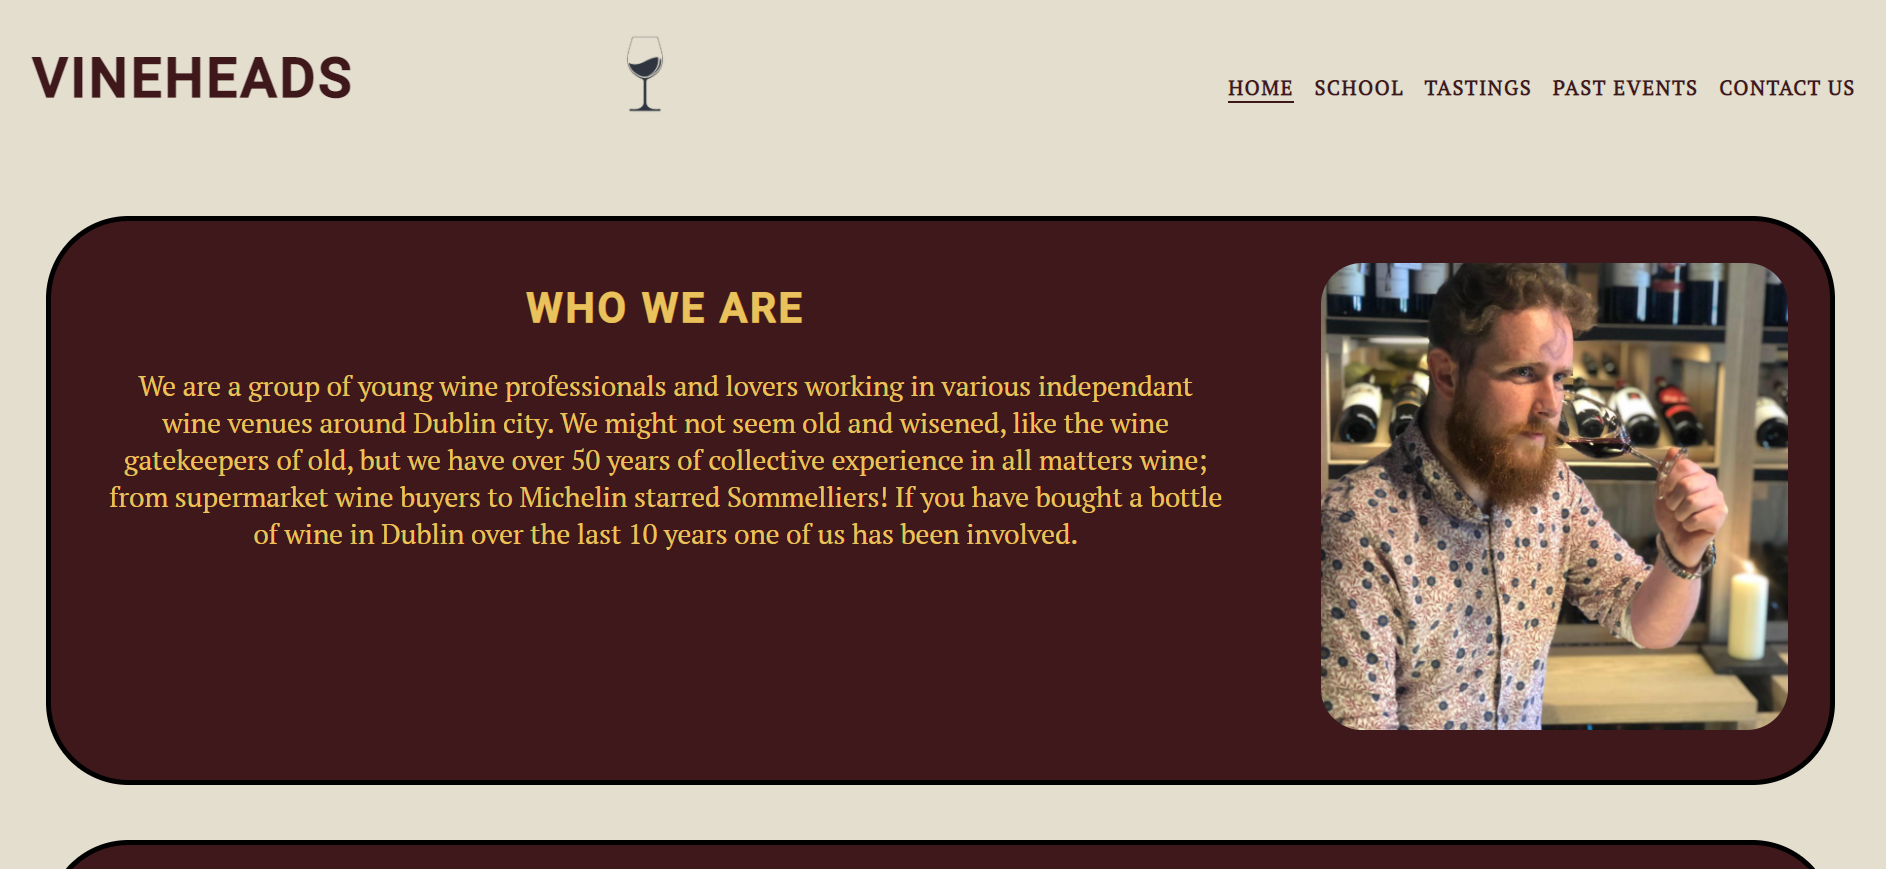 VINEHEADS
HOME SCHOOL TASTINGS PAST EVENTS CONTACT US
WHO WE ARE
We are a group of young wine professionals and lovers working in various independant
wine venues around Dublin city. We might not seem old and wisened, like the wine
gatekeepers of old, but we have over 50 years of collective experience in all matters wine;
from supermarket wine buyers to Michelin starred Sommelliers! If you have bought a bottle
of wine in Dublin over the last 10 years one of us has been involved.